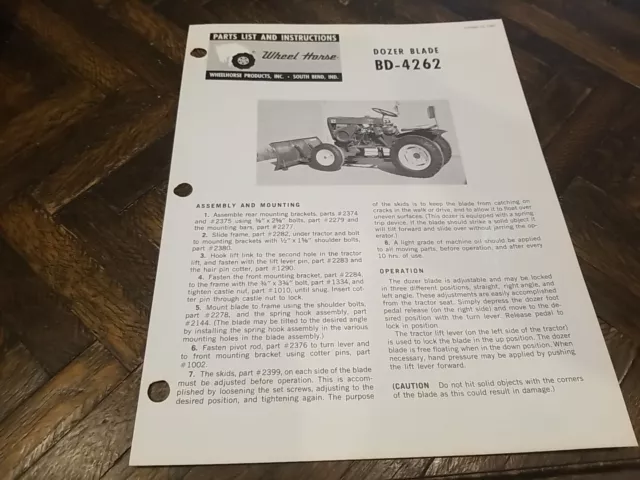 PARTS LIST AND INSTRUCTIONS
Wheel Horse
WHEELHORSE PRODUCTS, INC. · SOUTH BEND, IND.
DOZER BLADE
BD-4262
ASSEMBLY AND MOUNTING
1. Assemble rear mounting brackets, parts #2374
and #2375 using ⅜" x 2¾" bolts, part #2279 and
the mounting bars, part #2277.
2. Slide frame, part #2282, under tractor and bolt
to mounting brackets with ½" x 1⅝" shoulder bolts,
part #2380.
3. Hook lift link to the second hole in the tractor
lift, and fasten with the lift lever pin, part #2283 and
the hair pin cotter, part #1290.
4. Fasten the front mounting bracket, part #2284,
to the frame with the ¾" x 3¾" bolt, part #1334, and
tighten castle nut, part #1010, until snug. Insert cot-
ter pin through castle nut to lock.
5. Mount blade to frame using the shoulder bolts,
part #2278, and the spring hook assembly, part
#2144. (The blade may be tilted to the desired angle
by installing the spring hook assembly in the various
mounting holes in the blade assembly.)
6. Fasten pivot rod, part #2376 to turn lever and
to front mounting bracket using cotter pins, part
#1002.
7. The skids, part #2399, on each side of the blade
must be adjusted before operation. This is accom-
plished by loosening the set screws, adjusting to the
desired position, and tightening again. The purpose
of the skids is to keep the blade from catching on
cracks in the walk or drive, and to allow it to float over
uneven surfaces. (This dozer is equipped with a spring
trip device. If the blade should strike a solid object it
will tilt forward and slide over without jarring the op-
erator.)
8. A light grade of machine oil should be applied
to all moving parts, before operation, and after every
10 hrs. of use.
OPERATION
The dozer blade is adjustable and may be locked
in three different positions, straight, right angle, and
left angle. These adjustments are easily accomplished
from the tractor seat. Simply depress the dozer foot
pedal release (on the right side) and move to the de-
sired position with the turn lever. Release pedal to
lock in position.
The tractor lift lever (on the left side of the tractor)
is used to lock the blade in the up position. The dozer
blade is free floating when in the down position. When
necessary, hand pressure may be applied by pushing
the lift lever forward.
(CAUTION Do not hit solid objects with the corners
of the blade as this could result in damage.)